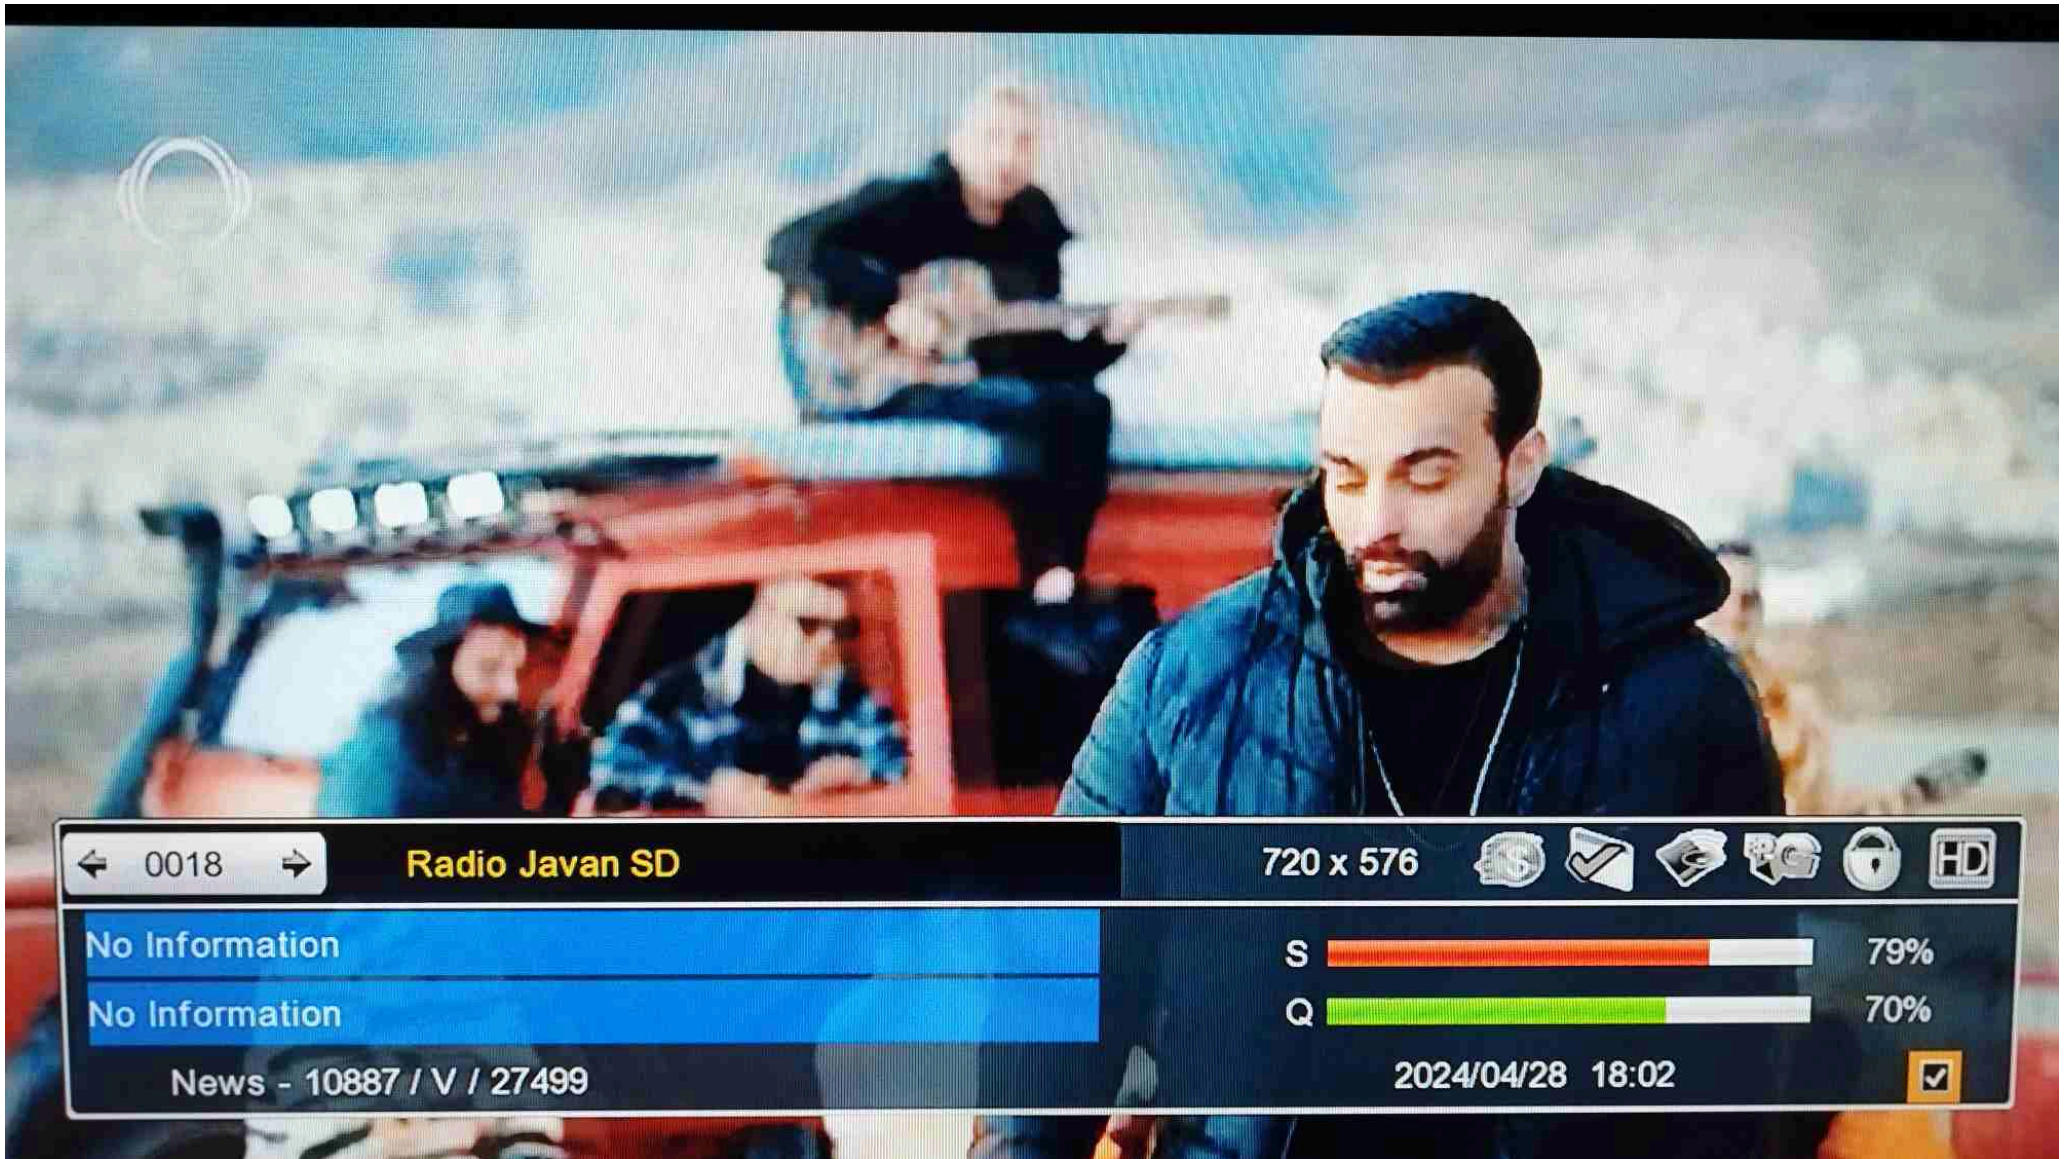 0018 Radio Javan SD 720 x 576 HD
No Information
S 79%
No Information
Q 70%
News - 10887 / V / 27499 2024/04/28 18:02